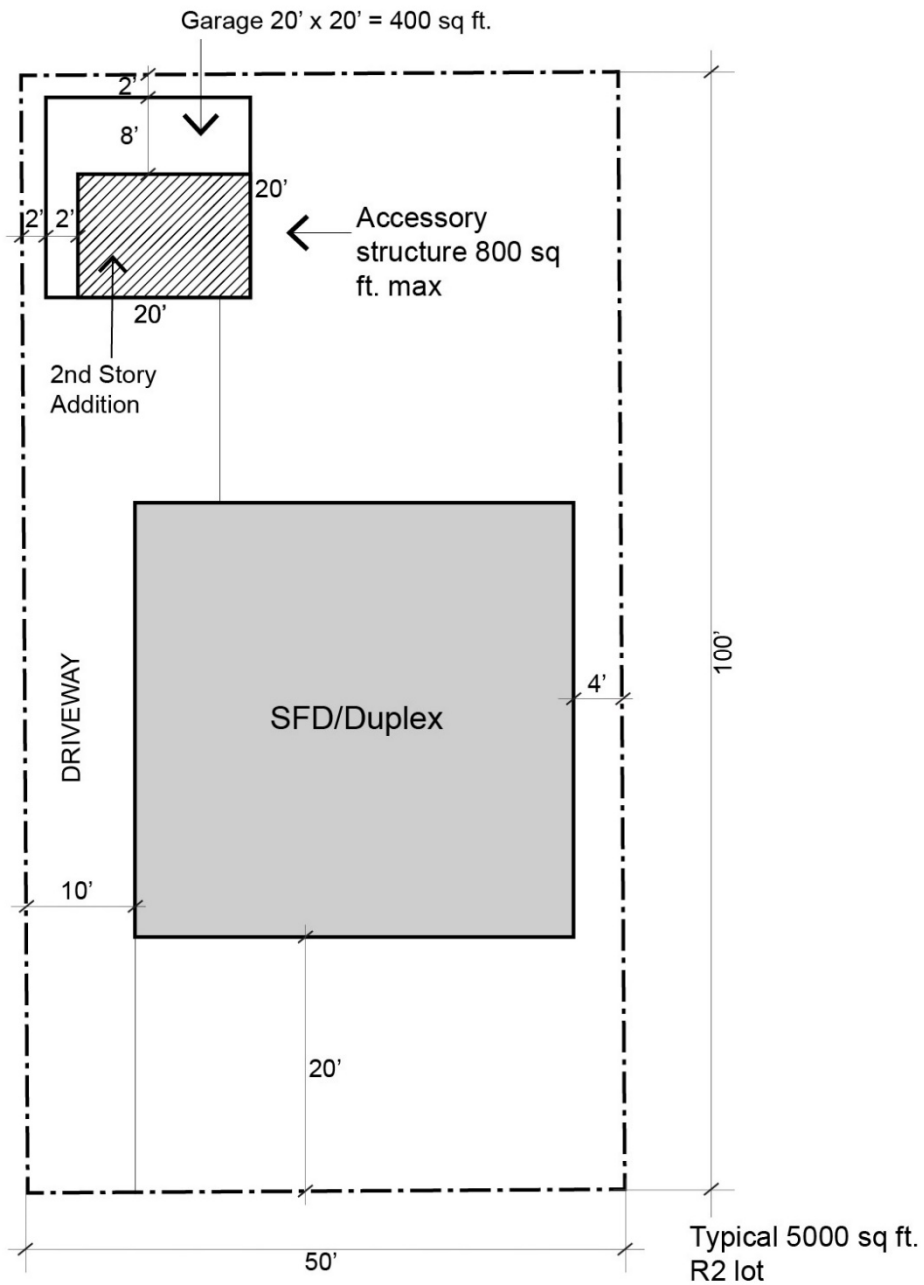 Garage 20’ x 20’ = 400 sq ft.
2’
8’
20’
2’ 2’
Accessory
structure 800 sq
ft. max
20’
2nd Story
Addition
100’
DRIVEWAY
SFD/Duplex
4’
10’
20’
50’
Typical 5000 sq ft.
R2 lot